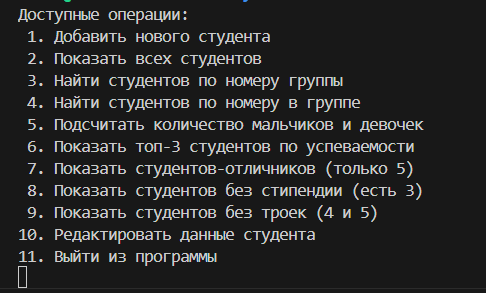 Доступные операции:
1. Добавить нового студента
2. Показать всех студентов
3. Найти студентов по номеру группы
4. Найти студентов по номеру в группе
5. Подсчитать количество мальчиков и девочек
6. Показать топ-3 студентов по успеваемости
7. Показать студентов-отличников (только 5)
8. Показать студентов без стипендии (есть 3)
9. Показать студентов без троек (4 и 5)
10. Редактировать данные студента
11. Выйти из программы